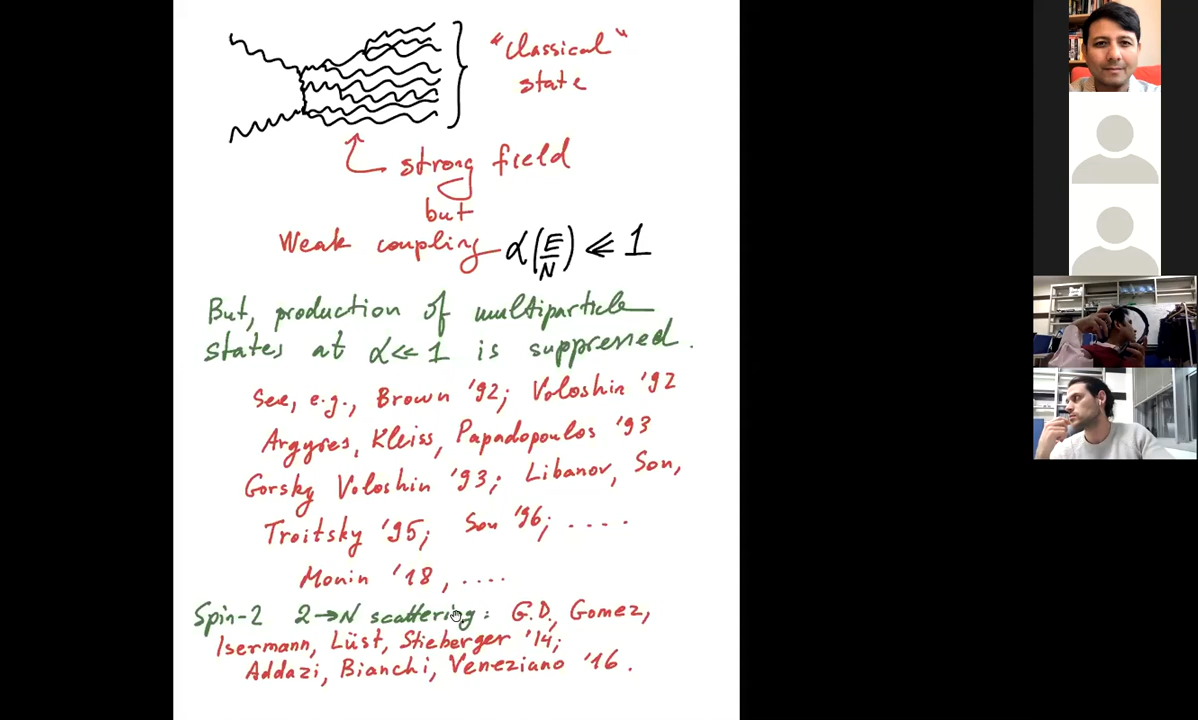 "classical"
state
strong field
but
Weak coupling α(E/N) ≪ 1
But, production of multiparticle
states at α<< 1 is suppressed.
See, e.g., Brown '92; Voloshin '92
Argyres, Kleiss, Papadopoulos '93
Gorsky Voloshin '93; Libanov, Son,
Troitsky '95; Son '96; ....
Monin '18, ....
Spin-2 2→N scattering: G.D., Gomez,
Isermann, Lüst, Stieberger '14;
Addazi, Bianchi, Veneziano '16.